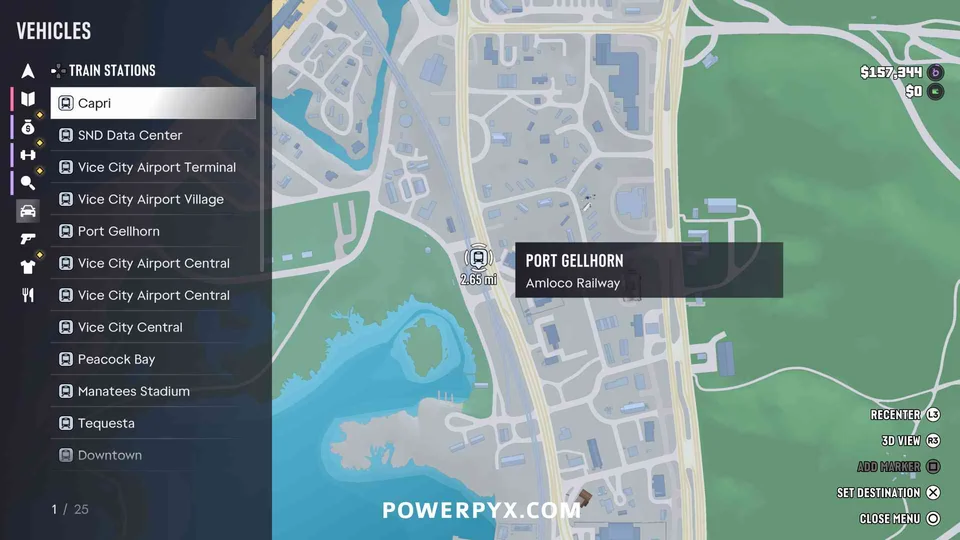 VEHICLES
TRAIN STATIONS
Capri
SND Data Center
Vice City Airport Terminal
Vice City Airport Village
Port Gellhorn
Vice City Airport Central
Vice City Airport Central
Vice City Central
Peacock Bay
Manatees Stadium
Tequesta
Downtown
1 / 25
2.65 mi
PORT GELLHORN
Amloco Railway
$157,344
$0
RECENTER L3
3D VIEW R3
ADD MARKER
SET DESTINATION
CLOSE MENU
POWERPYX.COM